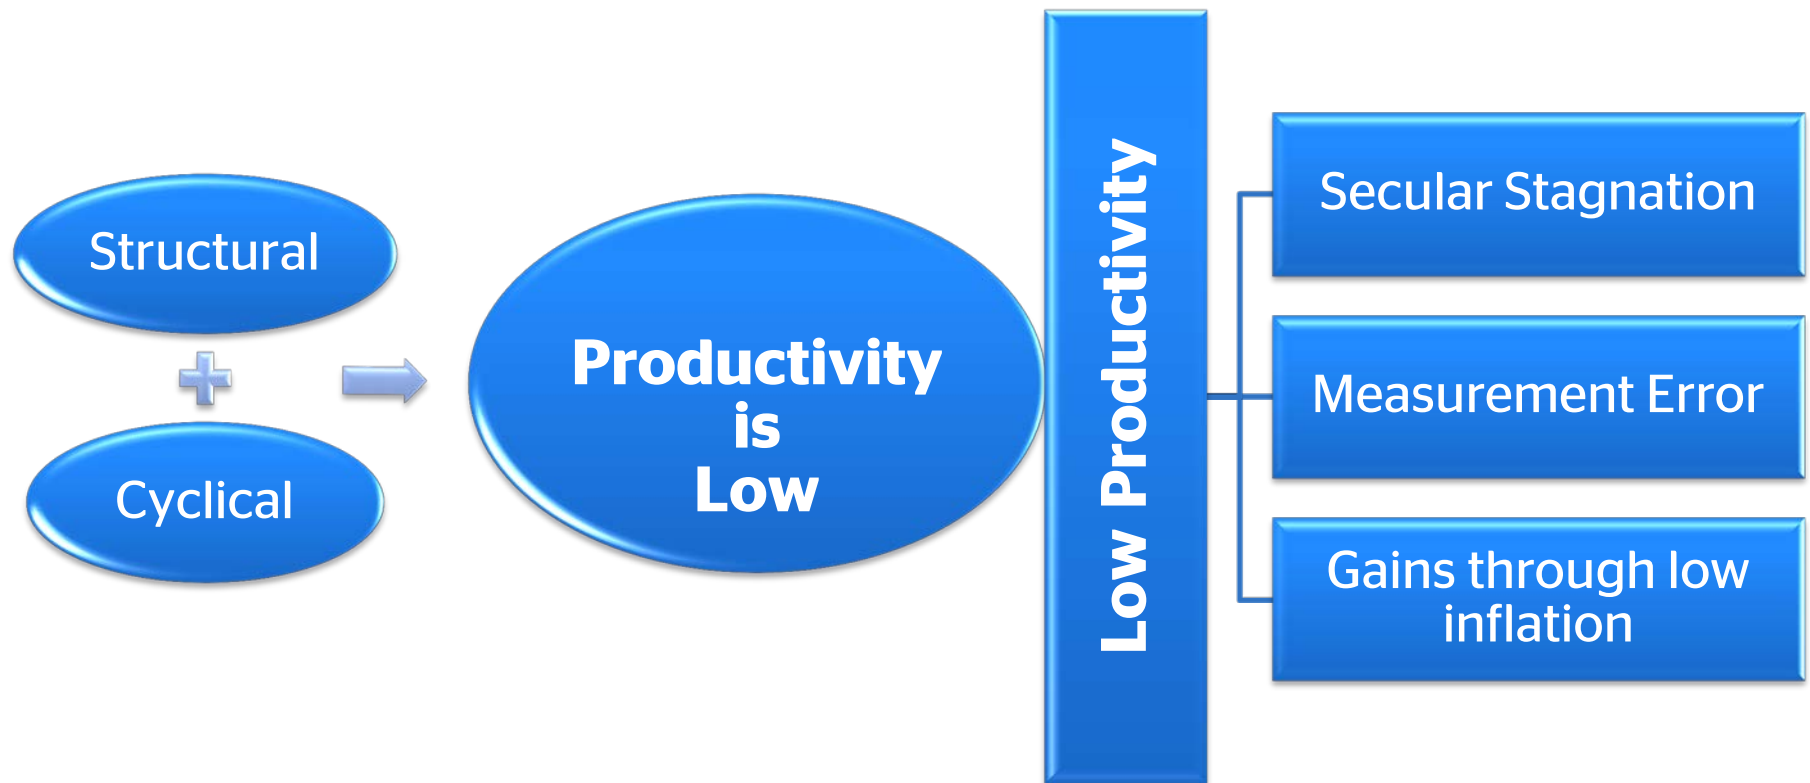 Structural
Cyclical
Productivity
is
Low
Low Productivity
Secular Stagnation
Measurement Error
Gains through low
inflation